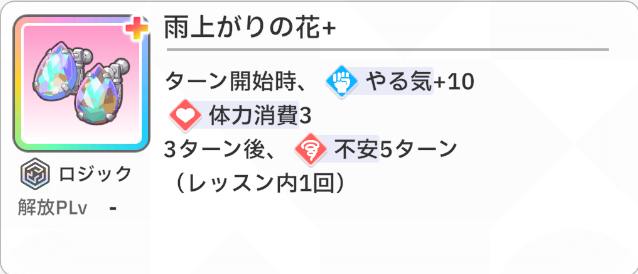 雨上がりの花+
ターン開始時、やる気+10
体力消費3
3ターン後、不安5ターン
（レッスン内1回）
ロジック
解放PLv -